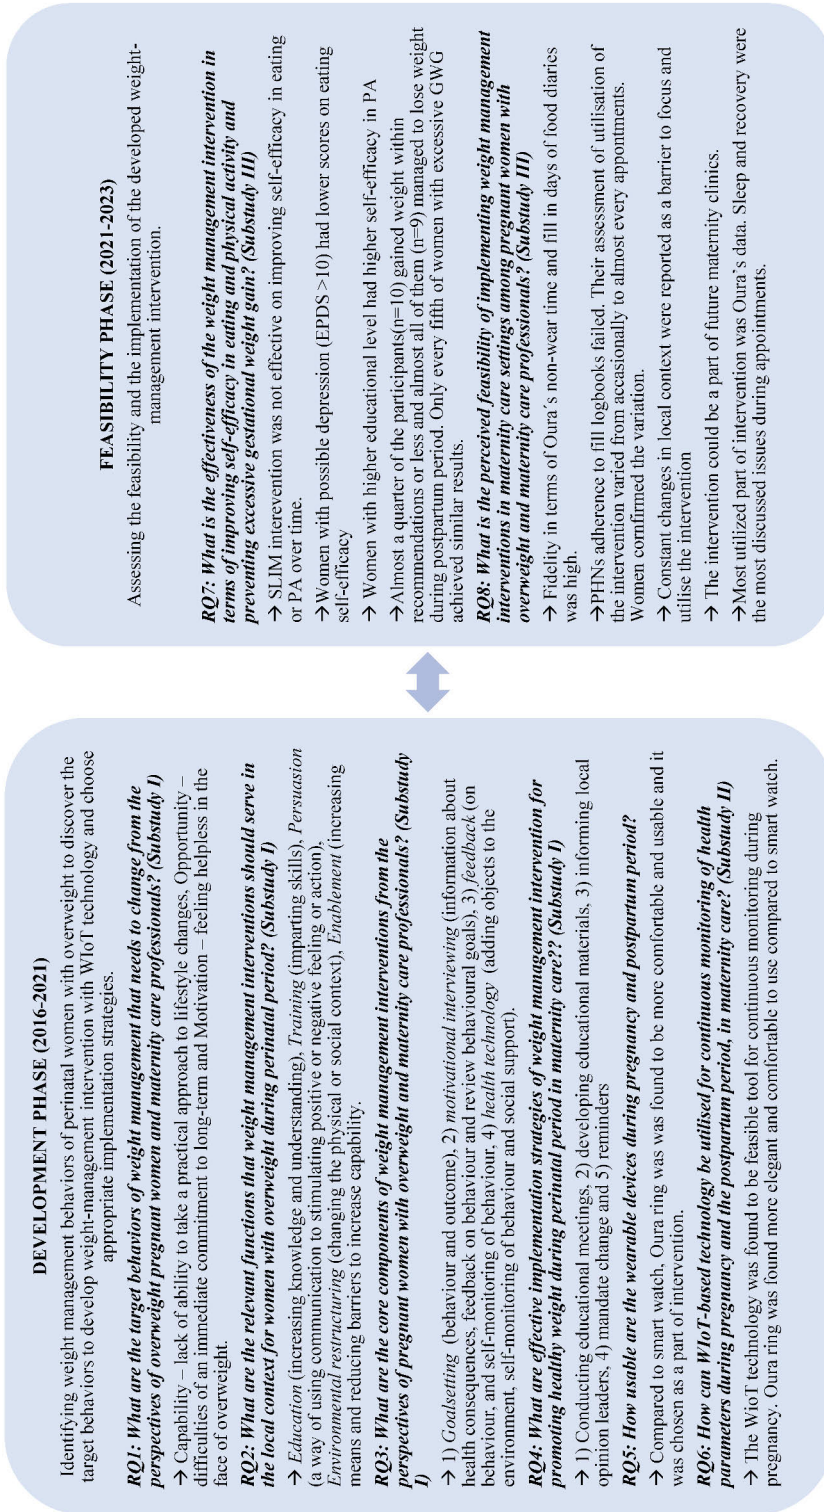 DEVELOPMENT PHASE (2016-2021)
Identifying weight management behaviors of perinatal women with overweight to discover the
target behaviors to develop weight-management intervention with WIoT technology and choose
appropriate implementation strategies.
RQ1: What are the target behaviors of weight management that needs to change from the
perspectives of overweight pregnant women and maternity care professionals? (Substudy I)
→ Capability – lack of ability to take a practical approach to lifestyle changes, Opportunity –
difficulties of an immediate commitment to long-term and Motivation – feeling helpless in the
face of overweight.
RQ2: What are the relevant functions that weight management interventions should serve in
the local context for women with overweight during perinatal period? (Substudy I)
→ Education (increasing knowledge and understanding), Training (imparting skills), Persuasion
(a way of using communication to stimulating positive or negative feeling or action),
Environmental restructuring (changing the physical or social context), Enablement (increasing
means and reducing barriers to increase capability.
RQ3: What are the core components of weight management interventions from the
perspectives of pregnant women with overweight and maternity care professionals? (Substudy
I)
→ 1) Goalsetting (behaviour and outcome), 2) motivational interviewing (information about
health consequences, feedback on behaviour and review behavioural goals), 3) feedback (on
behaviour, and self-monitoring of behaviour, 4) health technology (adding objects to the
environment, self-monitoring of behaviour and social support).
RQ4: What are effective implementation strategies of weight management intervention for
promoting healthy weight during perinatal period in maternity care?? (Substudy I)
→ 1) Conducting educational meetings, 2) developing educational materials, 3) informing local
opinion leaders, 4) mandate change and 5) reminders
RQ5: How usable are the wearable devices during pregnancy and postpartum period?
→ Compared to smart watch, Oura ring was was found to be more comfortable and usable and it
was chosen as a part of intervention.
RQ6: How can WIoT-based technology be utilised for continuous monitoring of health
parameters during pregnancy and the postpartum period, in maternity care? (Substudy II)
→ The WioT technology was found to be feasible tool for continuous monitoring during
pregnancy. Oura ring was found more elegant and comfortable to use compared to smart watch.
FEASIBILITY PHASE (2021-2023)
Assessing the feasibility and the implementation of the developed weight-
management intervention.
RQ7: What is the effectiveness of the weight management intervention in
terms of improving self-efficacy in eating and physical activity and
preventing excessive gestational weight gain? (Substudy III)
→ SLIM interevention was not effective on improving self-efficacy in eating
or PA over time.
→Women with possible depression (EPDS >10) had lower scores on eating
self-efficacy
→ Women with higher educational level had higher self-efficacy in PA
→Almost a quarter of the participants(n=10) gained weight within
recommendations or less and almost all of them (n=9) managed to lose weight
during postpartum period. Only every fifth of women with excessive GWG
achieved similar results.
RQ8: What is the perceived feasibility of implementing weight management
interventions in maternity care settings among pregnant women with
overweight and maternity care professionals? (Substudy III)
→ Fidelity in terms of Oura´s non-wear time and fill in days of food diaries
was high.
→PHNs adherence to fill logbooks failed. Their assessment of utilisation of
the intervention varied from accasionally to almost every appontments.
Women confirmed the variation.
→ Constant changes in local context were reported as a barrier to focus and
utilise the intervention
→ The intervention could be a part of future maternity clinics.
→Most utilized part of intervention was Oura´s data. Sleep and recovery were
the most discussed issues during appointments.